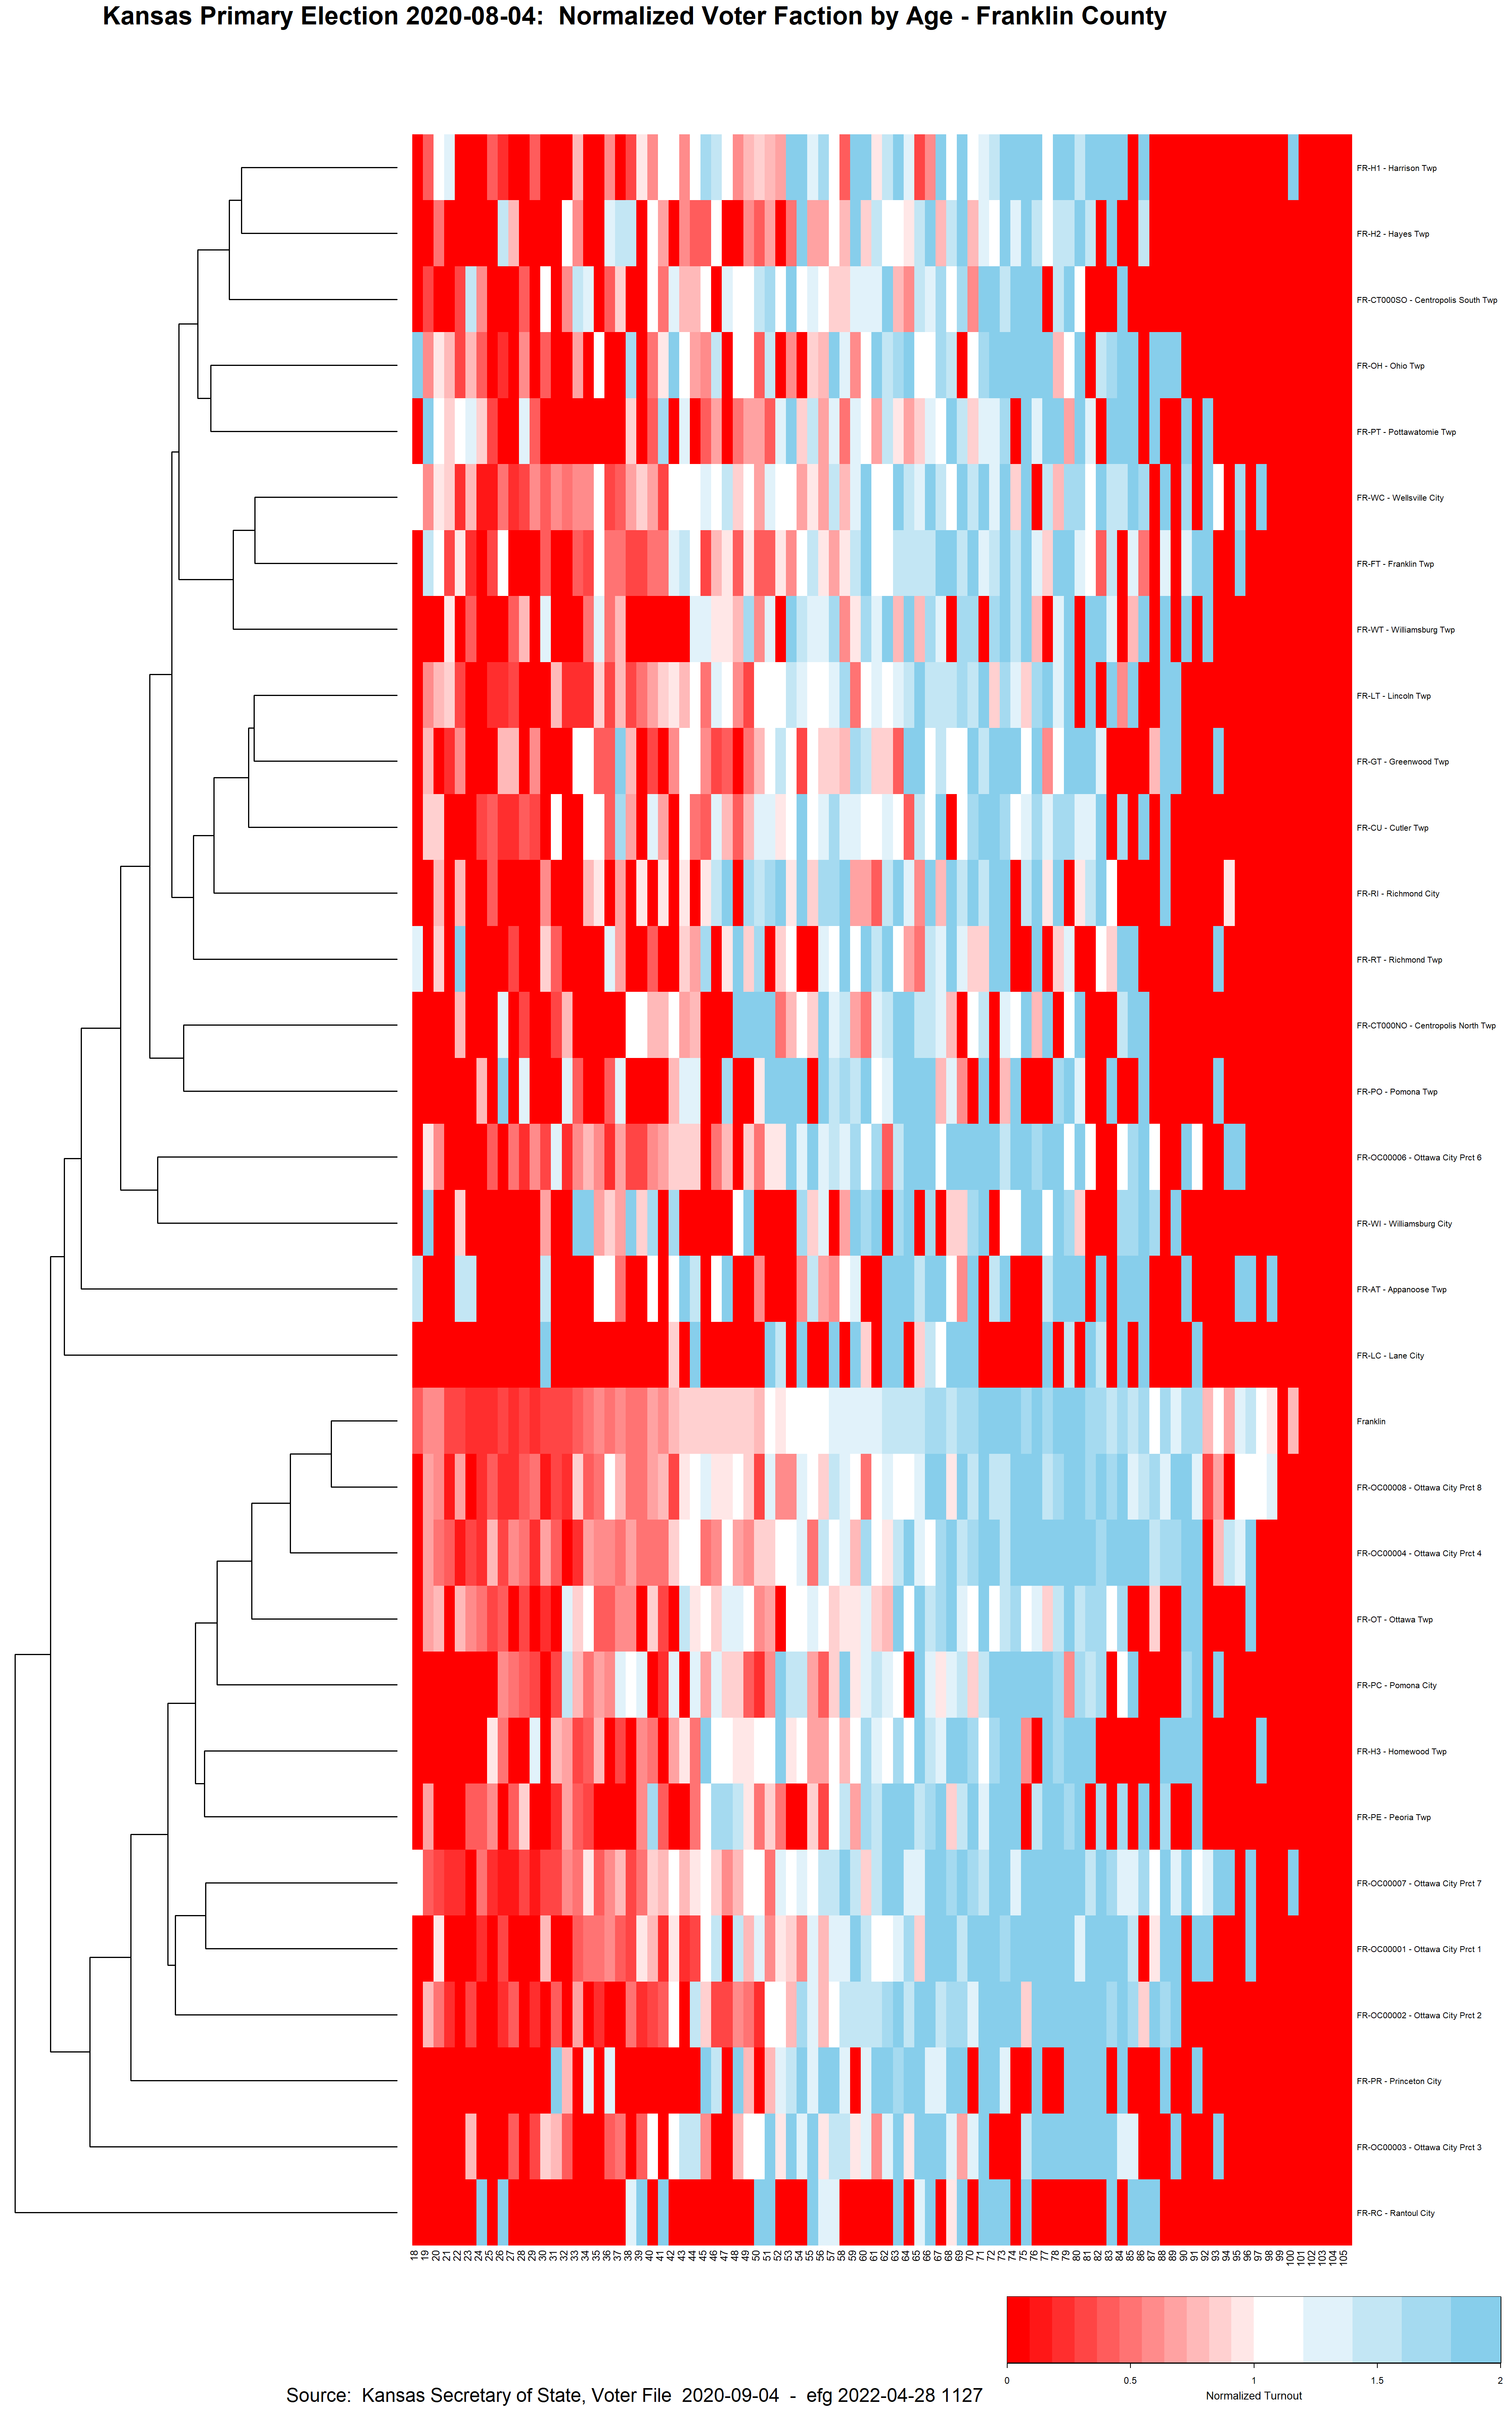 Kansas Primary Election 2020-08-04:  Normalized Voter Faction by Age - Franklin County
FR-H1 - Harrison Twp
FR-H2 - Hayes Twp
FR-CT000SO - Centropolis South Twp
FR-OH - Ohio Twp
FR-PT - Pottawatomie Twp
FR-WC - Wellsville City
FR-FT - Franklin Twp
FR-WT - Williamsburg Twp
FR-LT - Lincoln Twp
FR-GT - Greenwood Twp
FR-CU - Cutler Twp
FR-RI - Richmond City
FR-RT - Richmond Twp
FR-CT000NO - Centropolis North Twp
FR-PO - Pomona Twp
FR-OC00006 - Ottawa City Prct 6
FR-WI - Williamsburg City
FR-AT - Appanoose Twp
FR-LC - Lane City
Franklin
FR-OC00008 - Ottawa City Prct 8
FR-OC00004 - Ottawa City Prct 4
FR-OT - Ottawa Twp
FR-PC - Pomona City
FR-H3 - Homewood Twp
FR-PE - Peoria Twp
FR-OC00007 - Ottawa City Prct 7
FR-OC00001 - Ottawa City Prct 1
FR-OC00002 - Ottawa City Prct 2
FR-PR - Princeton City
FR-OC00003 - Ottawa City Prct 3
FR-RC - Rantoul City
18 19 20 21 22 23 24 25 26 27 28 29 30 31 32 33 34 35 36 37 38 39 40 41 42 43 44 45 46 47 48 49 50 51 52 53 54 55 56 57 58 59 60 61 62 63 64 65 66 67 68 69 70 71 72 73 74 75 76 77 78 79 80 81 82 83 84 85 86 87 88 89 90 91 92 93 94 95 96 97 98 99 100 101 102 103 104 105
0 0.5 1 1.5 2
Normalized Turnout
Source:  Kansas Secretary of State, Voter File  2020-09-04  -  efg 2022-04-28 1127